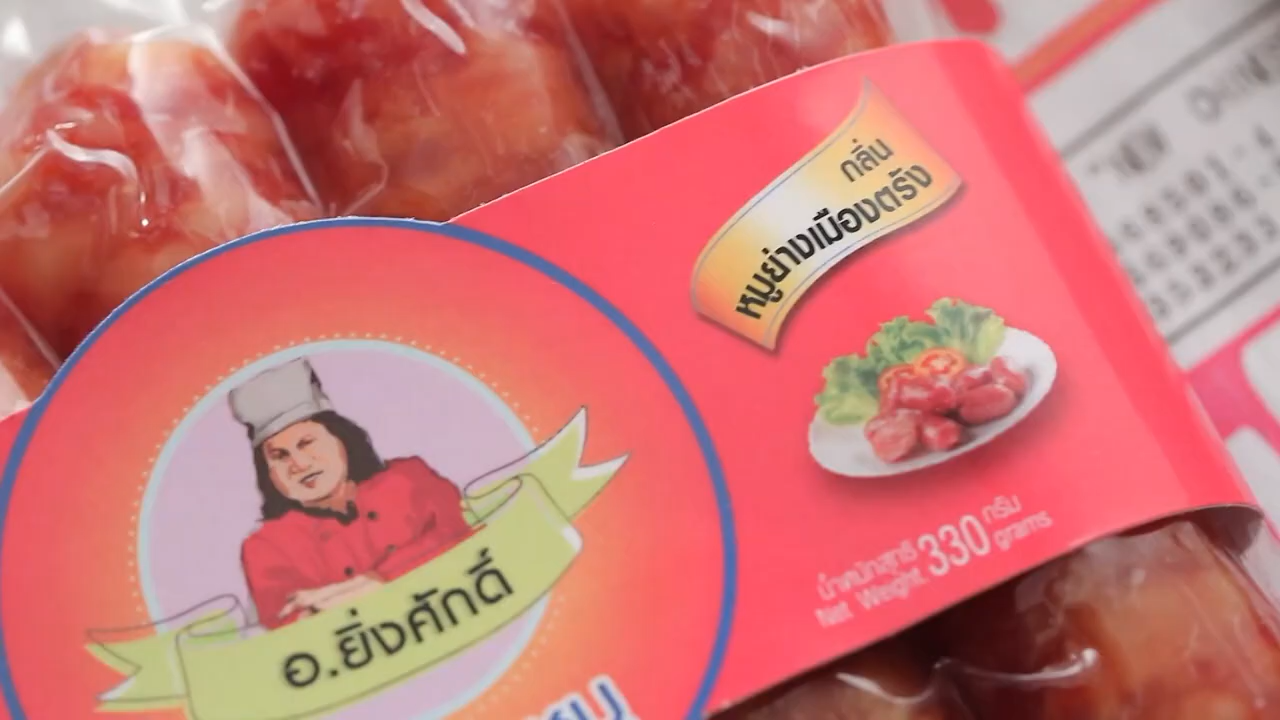 กลิ่น
หมูย่างเมืองตรัง
อ.ยิ่งศักดิ์
น้ำหนักสุทธิ 330 กรัม
Net Weight. grams